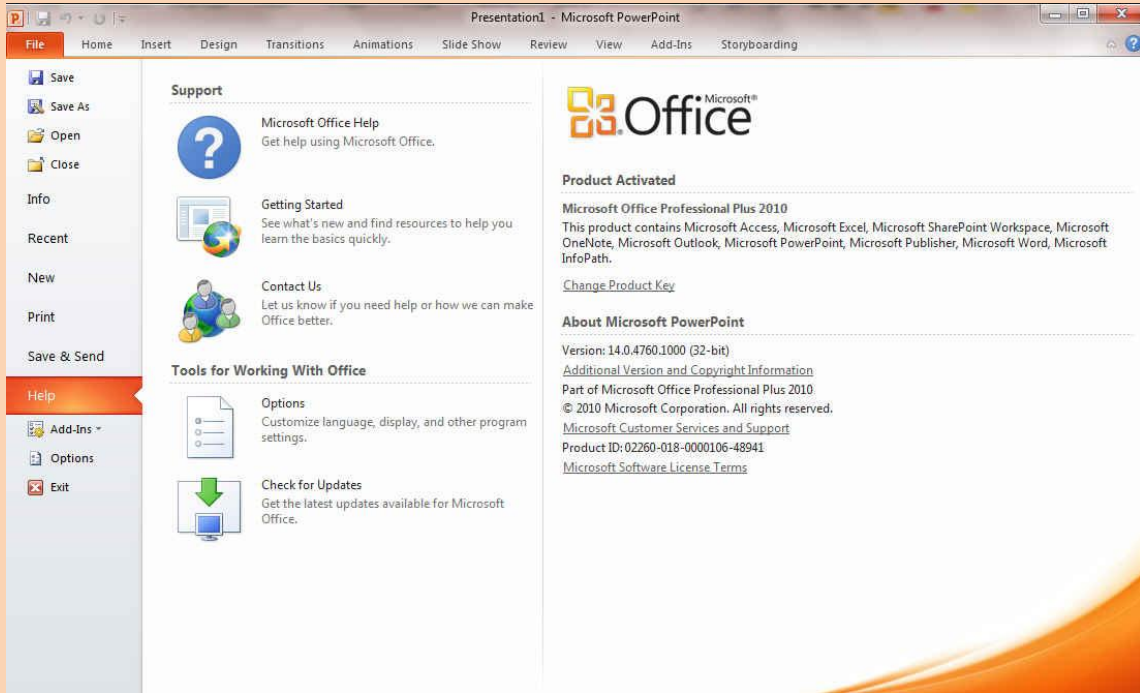 Presentation1 - Microsoft PowerPoint
File Home Insert Design Transitions Animations Slide Show Review View Add-Ins Storyboarding
Save
Save As
Open
Close
Info
Recent
New
Print
Save & Send
Help
Add-Ins
Options
Exit
Support
Microsoft Office Help
Get help using Microsoft Office.
Getting Started
See what's new and find resources to help you
learn the basics quickly.
Contact Us
Let us know if you need help or how we can make
Office better.
Tools for Working With Office
Options
Customize language, display, and other program
settings.
Check for Updates
Get the latest updates available for Microsoft
Office.
Microsoft®
Office
Product Activated
Microsoft Office Professional Plus 2010
This product contains Microsoft Access, Microsoft Excel, Microsoft SharePoint Workspace, Microsoft
OneNote, Microsoft Outlook, Microsoft PowerPoint, Microsoft Publisher, Microsoft Word, Microsoft
InfoPath.
Change Product Key
About Microsoft PowerPoint
Version: 14.0.4760.1000 (32-bit)
Additional Version and Copyright Information
Part of Microsoft Office Professional Plus 2010
© 2010 Microsoft Corporation. All rights reserved.
Microsoft Customer Services and Support
Product ID: 02260-018-0000106-48941
Microsoft Software License Terms